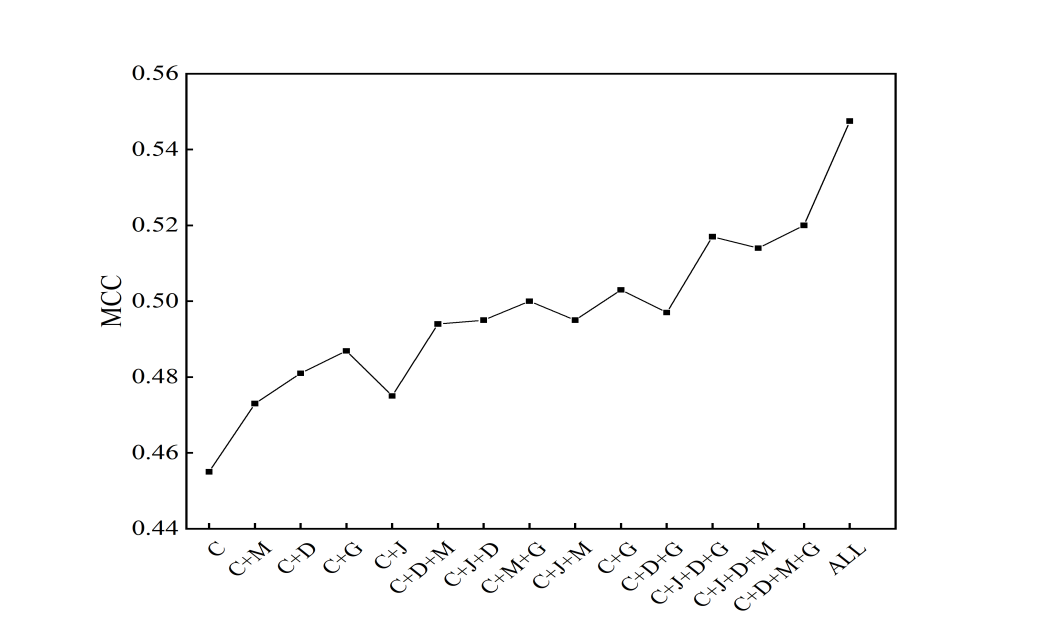 0.56
0.54
0.52
0.50
0.48
0.46
0.44
MCC
C
C+M
C+D
C+G
C+J
C+D+M
C+J+D
C+M+G
C+J+M
C+G
C+D+G
C+J+D+G
C+J+D+M
C+D+M+G
ALL